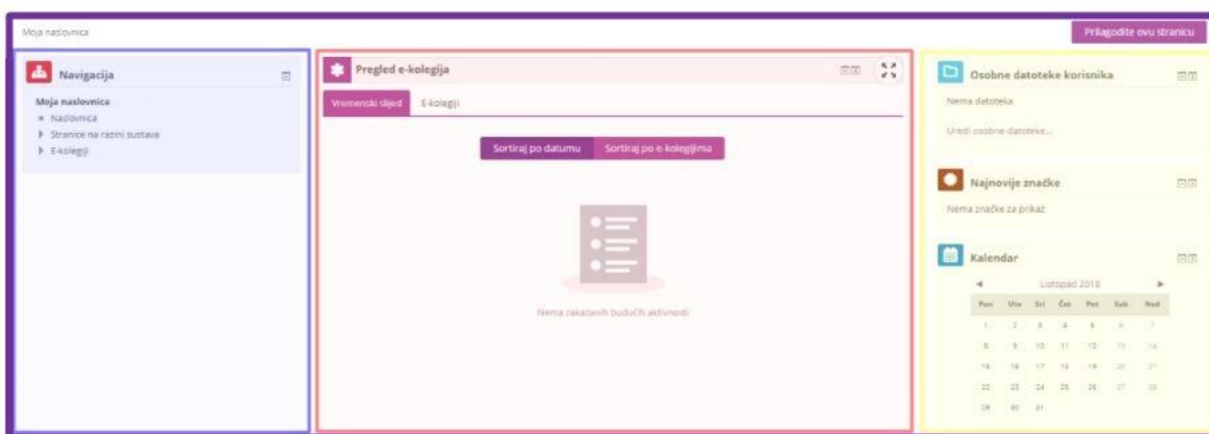 Moja naslovnica
Prilagodite ovu stranicu
Navigacija
Moja naslovnica
Naslovnica
Stranice na razini sustava
E-kolegiji
Pregled e-kolegija
Vremenski slijed E-kolegiji
Sortiraj po datumu Sortiraj po e-kolegijima
Nema zakazanih budućih aktivnosti
Osobne datoteke korisnika
Nema datoteka
Uredi osobne datoteke...
Najnovije značke
Nema značke za prikaz
Kalendar
Listopad 2018
Pon Uto Sri Čet Pet Sub Ned
1 2 3 4 5 6 7
8 9 10 11 12 13 14
15 16 17 18 19 20 21
22 23 24 25 26 27 28
29 30 31